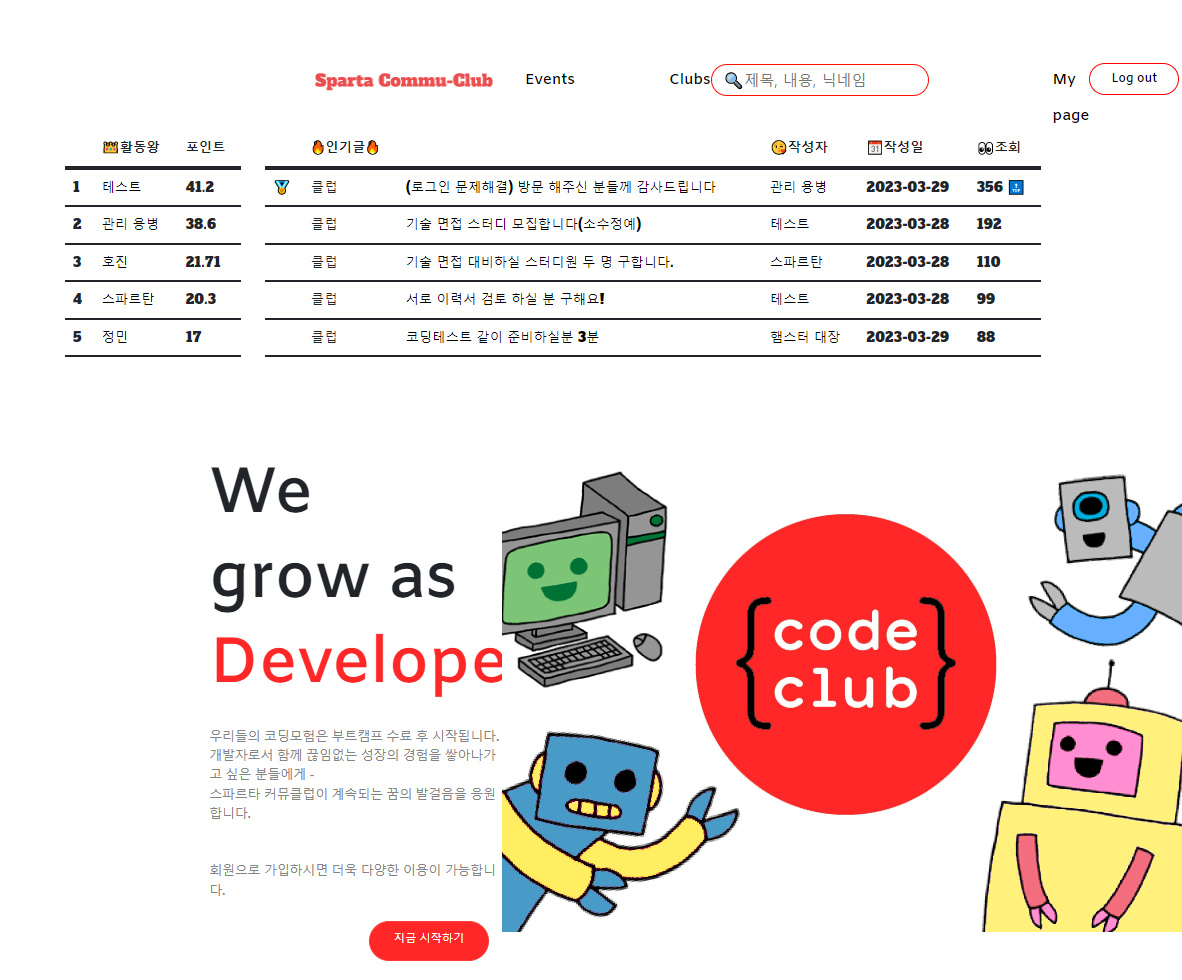 Sparta Commu-Club Events Clubs 🔍제목, 내용, 닉네임 My page Log out
👑활동왕 포인트
1 테스트 41.2
2 관리 용병 38.6
3 호진 21.71
4 스파르탄 20.3
5 정민 17
🔥인기글🔥 😘작성자 📅작성일 👀조회
🏅 클럽 (로그인 문제해결) 방문 해주신 분들께 감사드립니다 관리 용병 2023-03-29 356 🔝
클럽 기술 면접 스터디 모집합니다(소수정예) 테스트 2023-03-28 192
클럽 기술 면접 대비하실 스터디원 두 명 구합니다. 스파르탄 2023-03-28 110
클럽 서로 이력서 검토 하실 분 구해요! 테스트 2023-03-28 99
클럽 코딩테스트 같이 준비하실분 3분 햄스터 대장 2023-03-29 88
We
grow as
Develope
우리들의 코딩모험은 부트캠프 수료 후 시작됩니다.
개발자로서 함께 끊임없는 성장의 경험을 쌓아나가
고 싶은 분들에게 -
스파르타 커뮤클럽이 계속되는 꿈의 발걸음을 응원
합니다.
회원으로 가입하시면 더욱 다양한 이용이 가능합니
다.
지금 시작하기
{code
club}